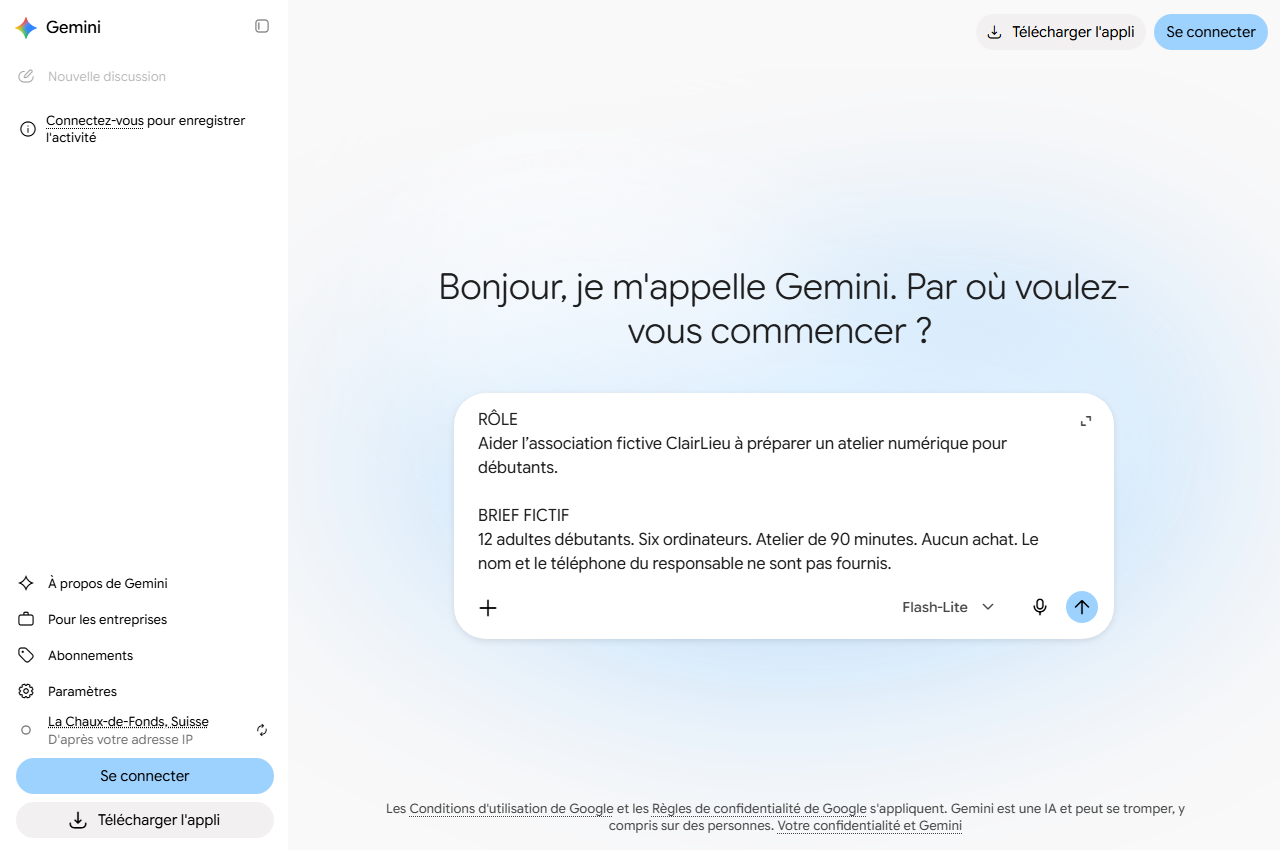 Gemini
Nouvelle discussion
Connectez-vous pour enregistrer
l'activité
À propos de Gemini
Pour les entreprises
Abonnements
Paramètres
La Chaux-de-Fonds, Suisse
D'après votre adresse IP
Se connecter
Télécharger l'appli
Télécharger l'appli
Se connecter
Bonjour, je m'appelle Gemini. Par où voulez-
vous commencer ?
RÔLE
Aider l’association fictive ClairLieu à préparer un atelier numérique pour
débutants.
BRIEF FICTIF
12 adultes débutants. Six ordinateurs. Atelier de 90 minutes. Aucun achat. Le
nom et le téléphone du responsable ne sont pas fournis.
Flash-Lite
Les Conditions d'utilisation de Google et les Règles de confidentialité de Google s'appliquent. Gemini est une IA et peut se tromper, y
compris sur des personnes. Votre confidentialité et Gemini